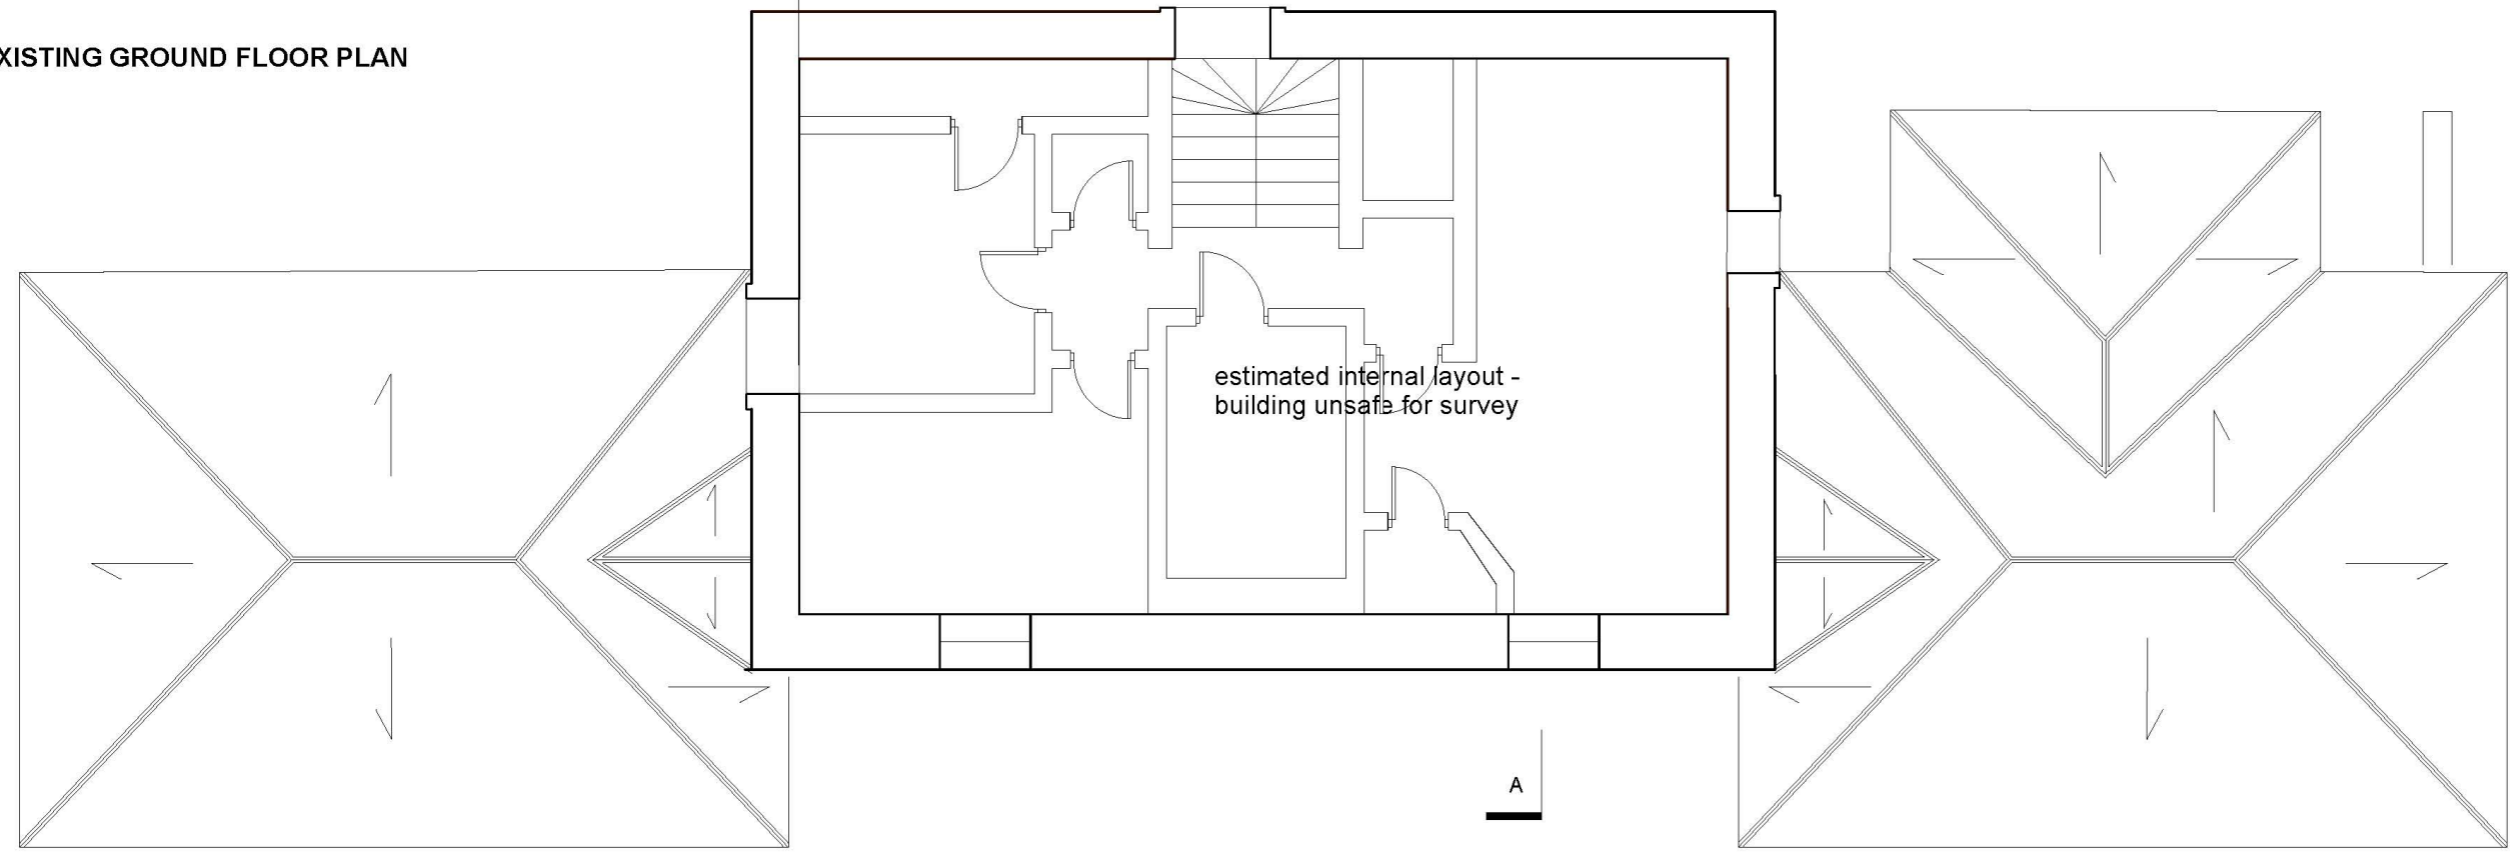 XISTING GROUND FLOOR PLAN
estimated internal layout -
building unsafe for survey
A